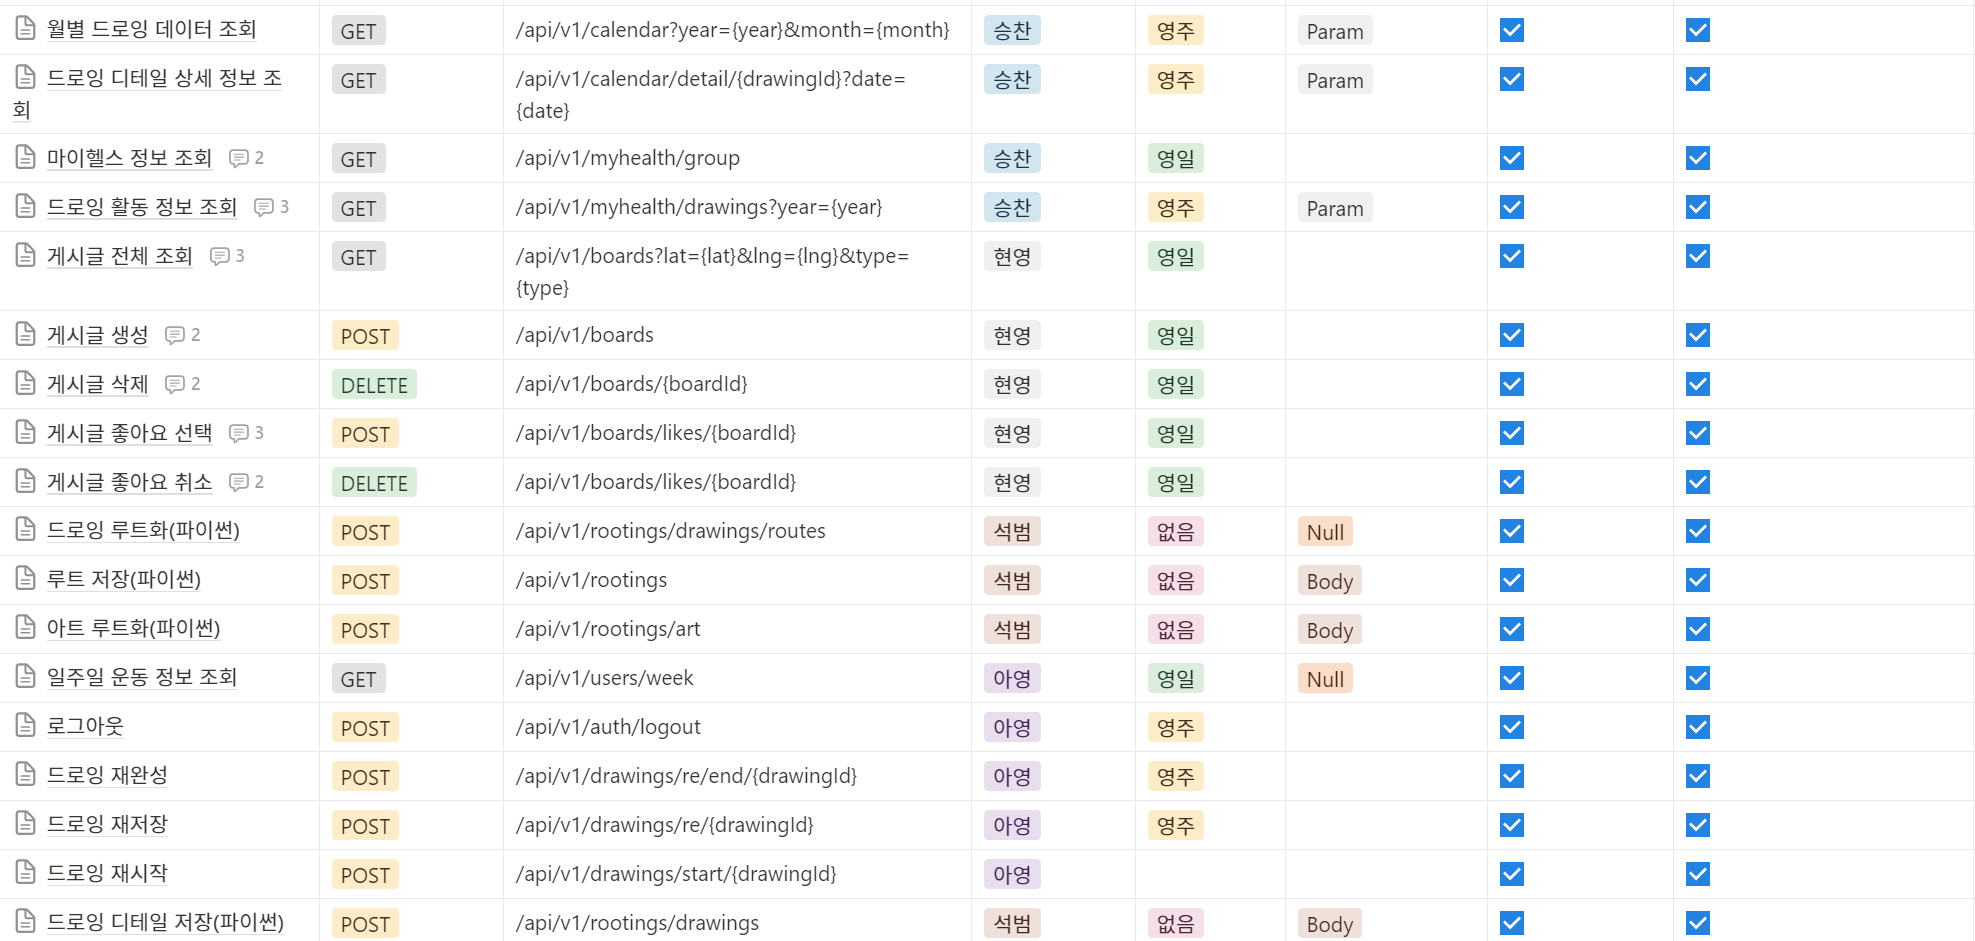 월별 드로잉 데이터 조회 GET /api/v1/calendar?year={year}&month={month} 승찬 영주 Param
드로잉 디테일 상세 정보 조 GET /api/v1/calendar/detail/{drawingId}?date= 승찬 영주 Param
회 {date}
마이헬스 정보 조회 2 GET /api/v1/myhealth/group 승찬 영일
드로잉 활동 정보 조회 3 GET /api/v1/myhealth/drawings?year={year} 승찬 영주 Param
게시글 전체 조회 3 GET /api/v1/boards?lat={lat}&lng={lng}&type= 현영 영일
{type}
게시글 생성 2 POST /api/v1/boards 현영 영일
게시글 삭제 2 DELETE /api/v1/boards/{boardId} 현영 영일
게시글 좋아요 선택 3 POST /api/v1/boards/likes/{boardId} 현영 영일
게시글 좋아요 취소 2 DELETE /api/v1/boards/likes/{boardId} 현영 영일
드로잉 루트화(파이썬) POST /api/v1/rootings/drawings/routes 석범 없음 Null
루트 저장(파이썬) POST /api/v1/rootings 석범 없음 Body
아트 루트화(파이썬) POST /api/v1/rootings/art 석범 없음 Body
일주일 운동 정보 조회 GET /api/v1/users/week 아영 영일 Null
로그아웃 POST /api/v1/auth/logout 아영 영주
드로잉 재완성 POST /api/v1/drawings/re/end/{drawingId} 아영 영주
드로잉 재저장 POST /api/v1/drawings/re/{drawingId} 아영 영주
드로잉 재시작 POST /api/v1/drawings/start/{drawingId} 아영
드로잉 디테일 저장(파이썬) POST /api/v1/rootings/drawings 석범 없음 Body